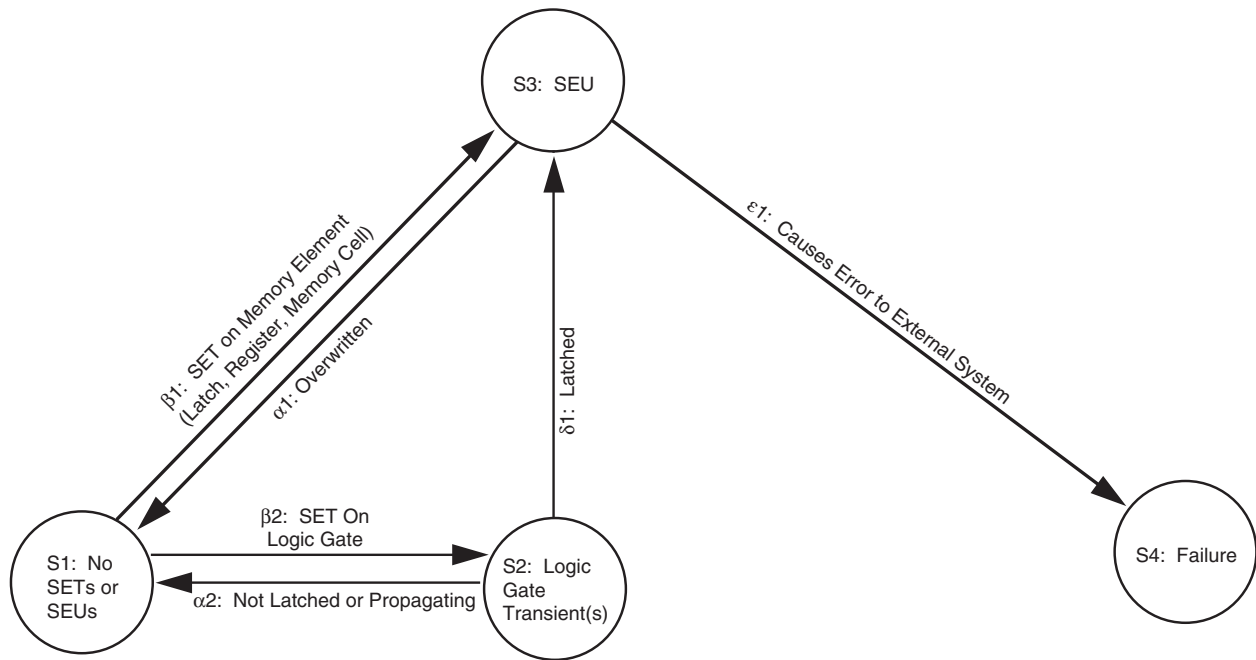 S3: SEU
β1: SET on Memory Element
(Latch, Register, Memory Cell)
α1: Overwritten
δ1: Latched
ε1: Causes Error to External System
S1: No
SETs or
SEUs
β2: SET On
Logic Gate
α2: Not Latched or Propagating
S2: Logic
Gate
Transient(s)
S4: Failure